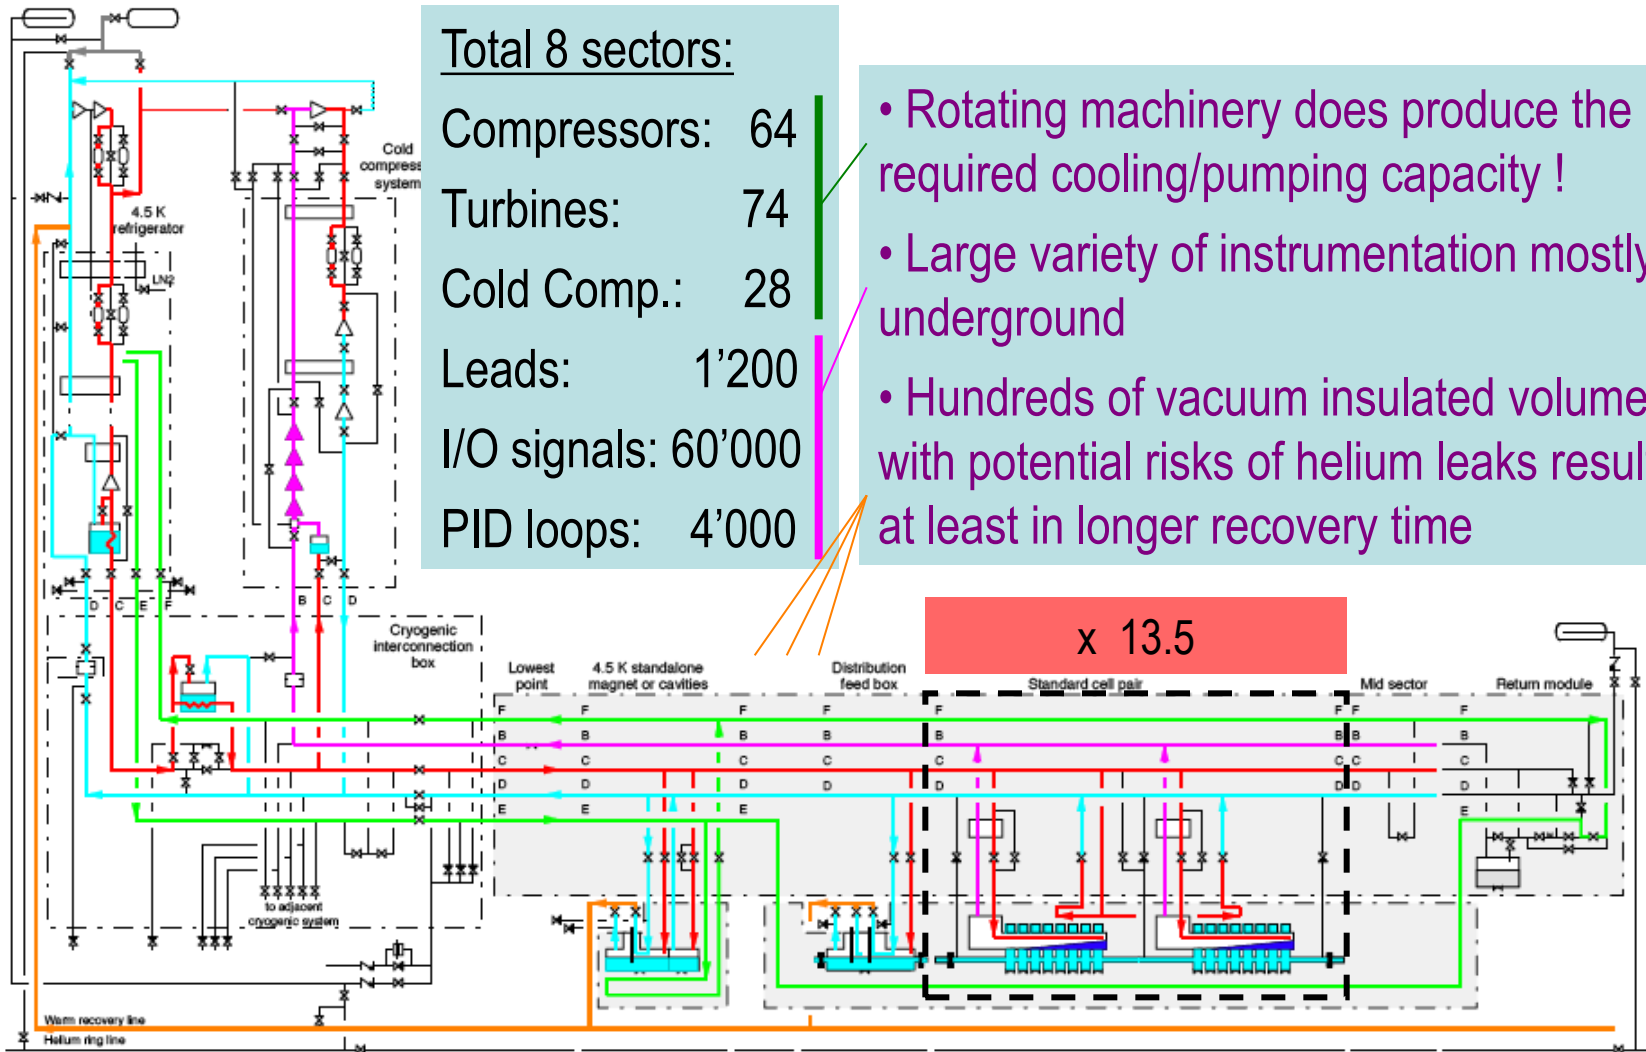 Total 8 sectors:
Compressors: 64
Turbines: 74
Cold Comp.: 28
Leads: 1’200
I/O signals: 60’000
PID loops: 4’000
• Rotating machinery does produce the
required cooling/pumping capacity !
• Large variety of instrumentation mostly
underground
• Hundreds of vacuum insulated volume
with potential risks of helium leaks resul
at least in longer recovery time
x 13.5
Cold
compress
system
4.5 K
refrigerator
LN2
D C E F
B C D
Cryogenic
interconnection
box
Lowest
point
4.5 K standalone
magnet or cavities
Distribution
feed box
Standard cell pair
Mid sector
Return module
F F F F F F F F
B B B B B B B B
C C C C C C C C
D D D D D D D D
E E E E
to adjacent
cryogenic system
Warm recovery line
Helium ring line